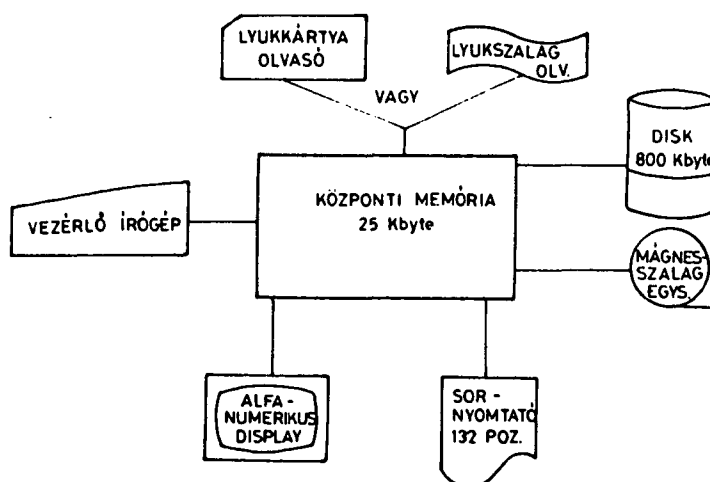 LYUKKÁRTYA
OLVASÓ
LYUKSZALAG
OLV.
VAGY
DISK
800 Kbyte
KÖZPONTI MEMÓRIA
25 Kbyte
VEZÉRLŐ ÍRÓGÉP
MÁGNES-
SZALAG
EGYS.
ALFA-
NUMERIKUS
DISPLAY
SOR-
NYOMTATÓ
132 POZ.